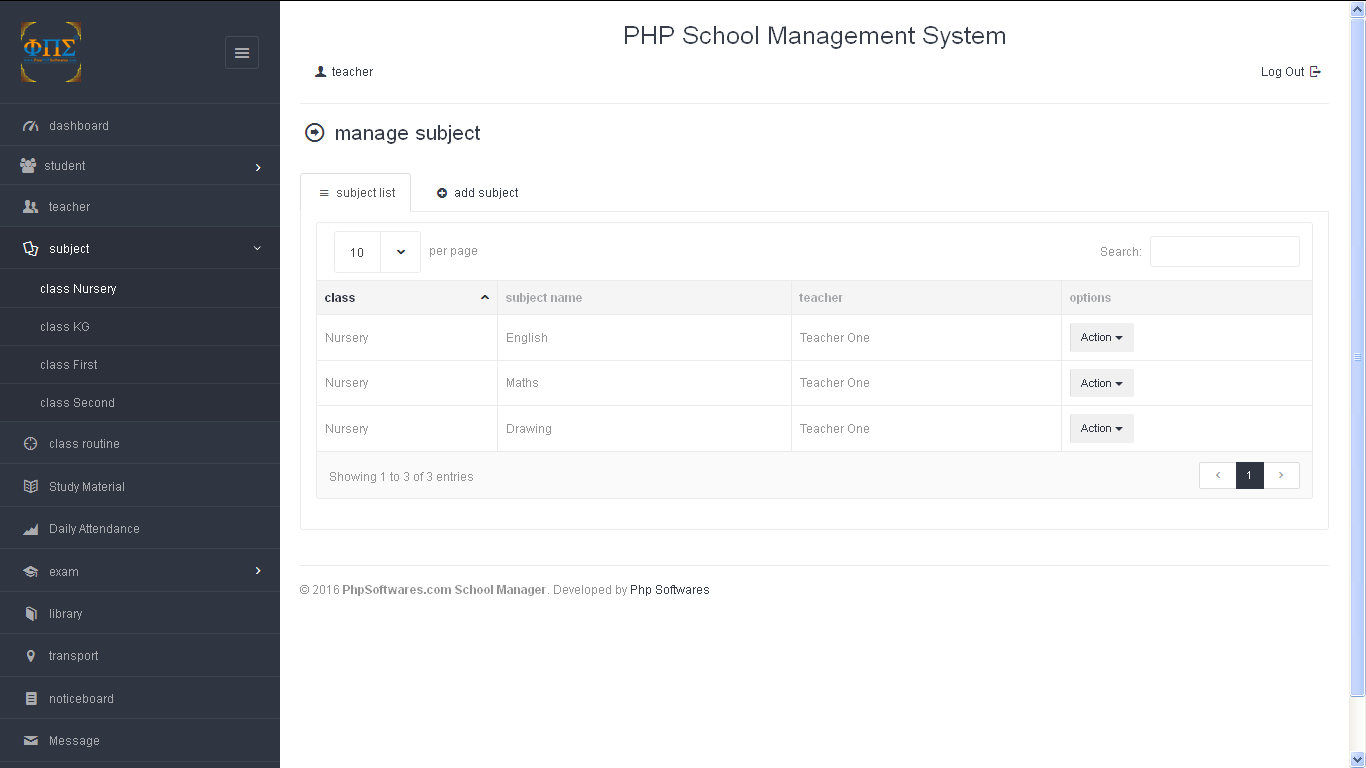 ΦΠΣ
PHP School Management System
teacher
Log Out
dashboard
student
teacher
subject
class Nursery
class KG
class First
class Second
class routine
Study Material
Daily Attendance
exam
library
transport
noticeboard
Message
manage subject
subject list
add subject
10
per page
Search:
class
subject name
teacher
options
Nursery
English
Teacher One
Action
Nursery
Maths
Teacher One
Action
Nursery
Drawing
Teacher One
Action
Showing 1 to 3 of 3 entries
1
© 2016 PhpSoftwares.com School Manager. Developed by Php Softwares